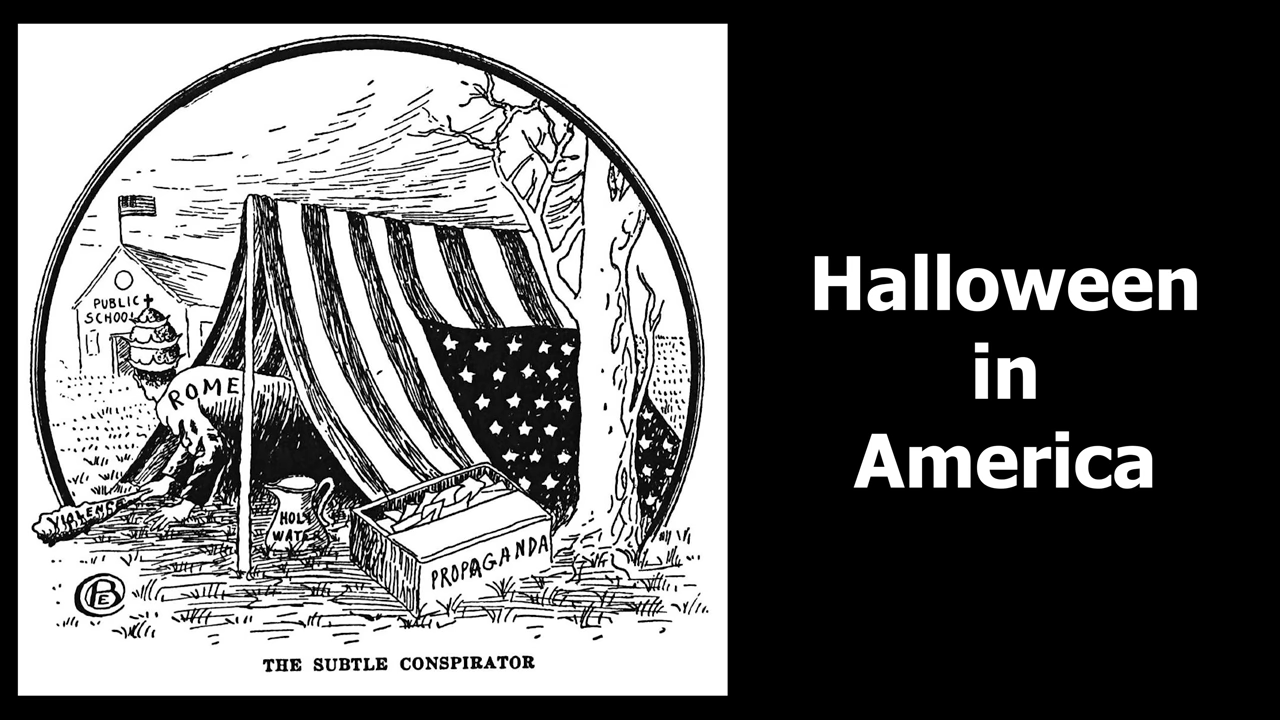 PUBLIC
SCHOOL
ROME
VIOLENCE
HOLY
WATER
PROPAGANDA
THE SUBTLE CONSPIRATOR
Halloween
in
America